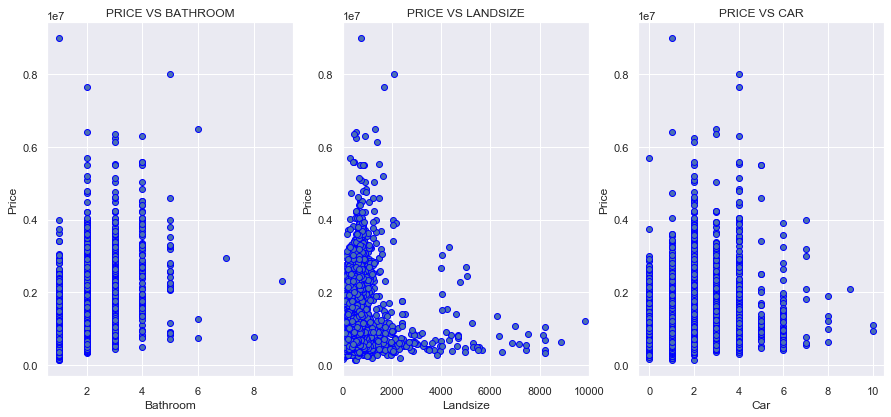 PRICE VS BATHROOM
1e7
Price
0.8
0.6
0.4
0.2
0.0
2 4 6 8
Bathroom
PRICE VS LANDSIZE
1e7
Price
0.8
0.6
0.4
0.2
0.0
0 2000 4000 6000 8000 10000
Landsize
PRICE VS CAR
1e7
Price
0.8
0.6
0.4
0.2
0.0
0 2 4 6 8 10
Car